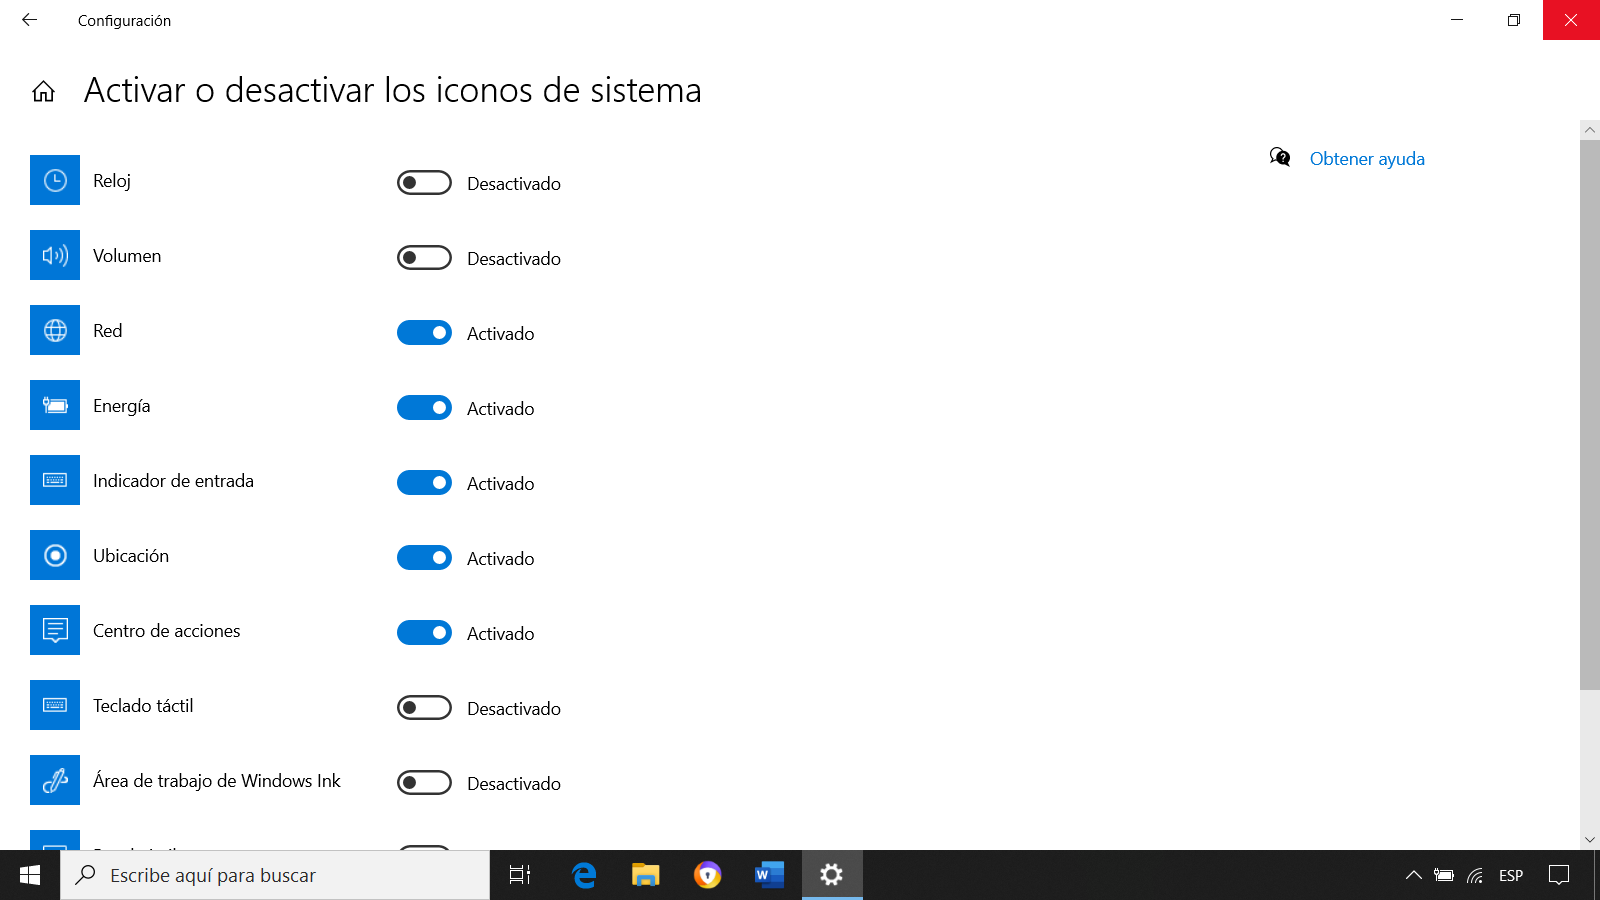 Configuración
Activar o desactivar los iconos de sistema
Obtener ayuda
Reloj Desactivado
Volumen Desactivado
Red Activado
Energía Activado
Indicador de entrada Activado
Ubicación Activado
Centro de acciones Activado
Teclado táctil Desactivado
Área de trabajo de Windows Ink Desactivado
Escribe aquí para buscar
W
ESP